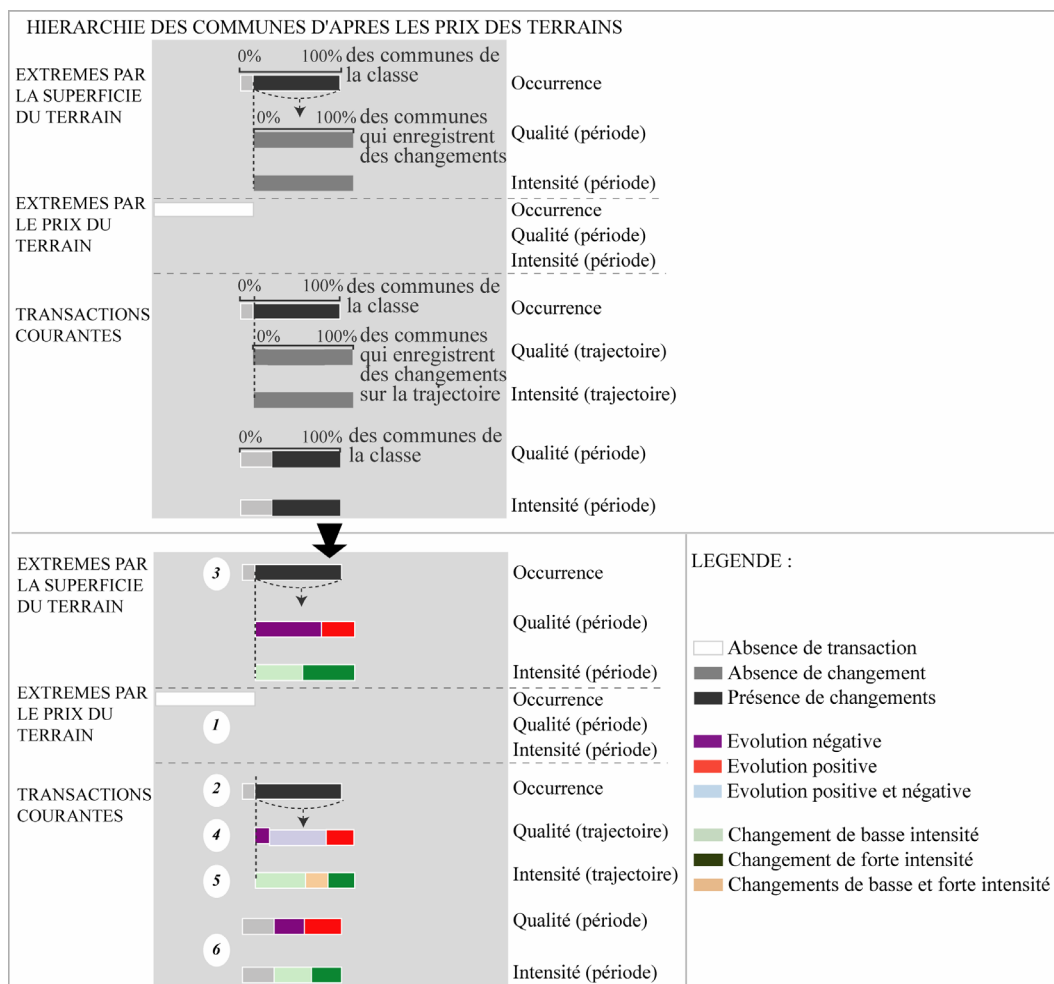 HIERARCHIE DES COMMUNES D'APRES LES PRIX DES TERRAINS
EXTREMES PAR
LA SUPERFICIE
DU TERRAIN
0% 100% des communes de
la classe
Occurrence
0% 100% des communes
qui enregistrent
des changements
Qualité (période)
Intensité (période)
EXTREMES PAR
LE PRIX DU
TERRAIN
Occurrence
Qualité (période)
Intensité (période)
TRANSACTIONS
COURANTES
0% 100% des communes de
la classe
Occurrence
0% 100% des communes
qui enregistrent
des changements
sur la trajectoire
Qualité (trajectoire)
Intensité (trajectoire)
0% 100% des communes de
la classe
Qualité (période)
Intensité (période)
EXTREMES PAR
LA SUPERFICIE
DU TERRAIN
3
Occurrence
Qualité (période)
Intensité (période)
EXTREMES PAR
LE PRIX DU
TERRAIN
1
Occurrence
Qualité (période)
Intensité (période)
TRANSACTIONS
COURANTES
2
Occurrence
4
Qualité (trajectoire)
5
Intensité (trajectoire)
Qualité (période)
6
Intensité (période)
LEGENDE :
Absence de transaction
Absence de changement
Présence de changements
Evolution négative
Evolution positive
Evolution positive et négative
Changement de basse intensité
Changement de forte intensité
Changements de basse et forte intensité